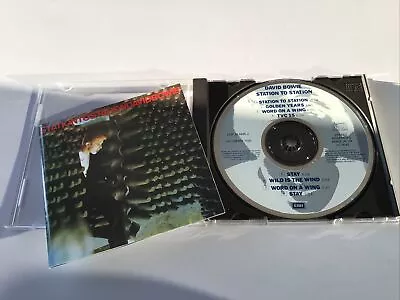 STATIONTOSTATIONDAVIDBOWIE
DAVID BOWIE
STATION TO STATION
STATION TO STATION
GOLDEN YEARS
WORD ON A WING
TVC 15
STAY
WILD IS THE WIND
WORD ON A WING
STAY
EMI